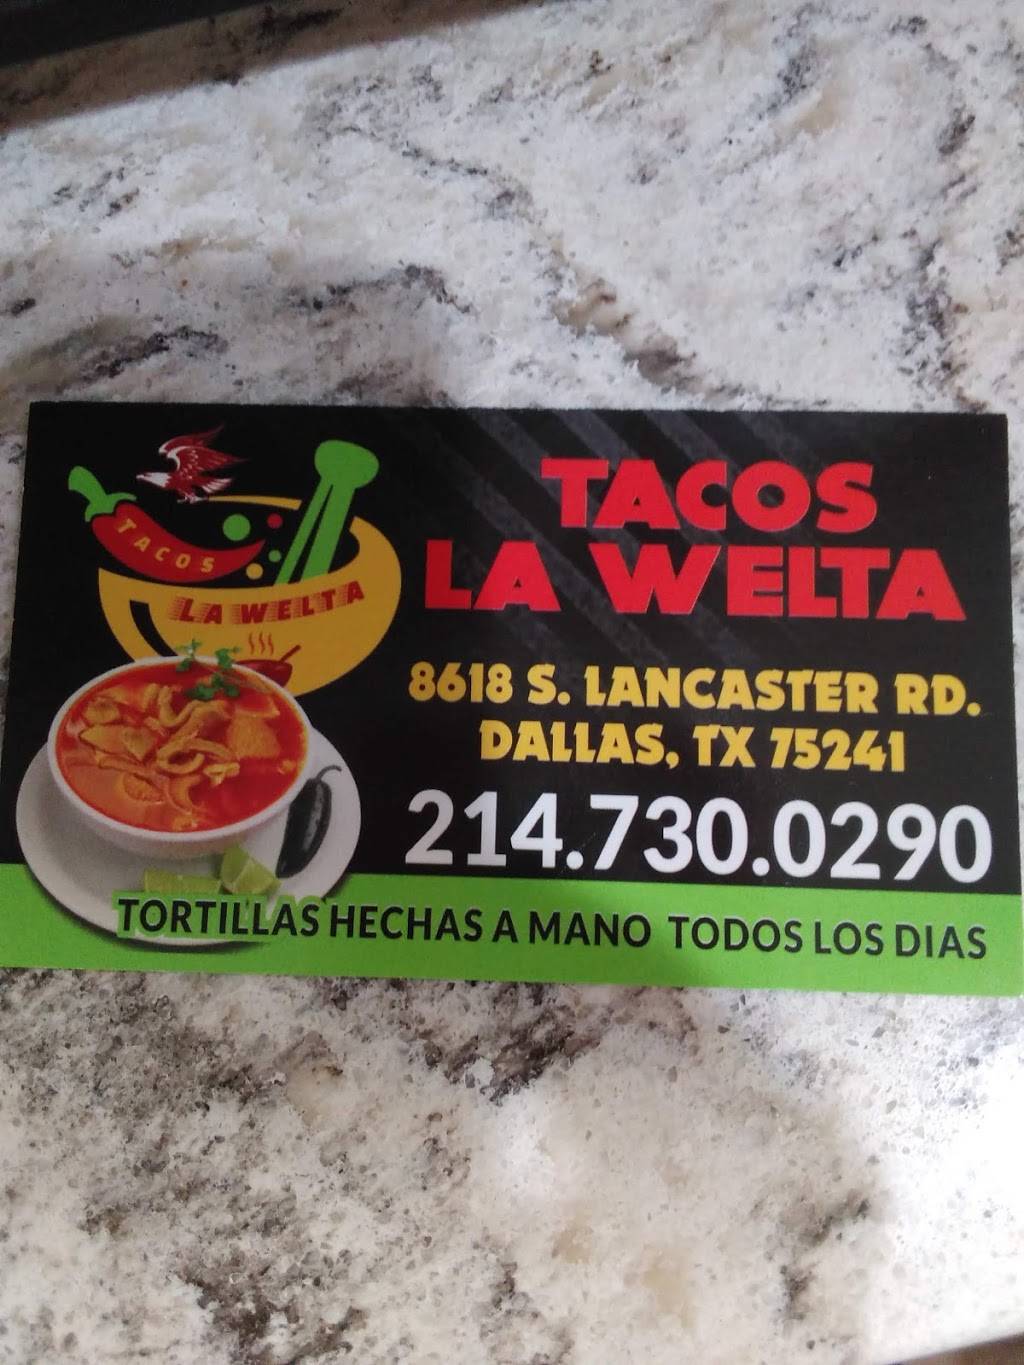 TACOS
LA WELTA
TACOS
LA WELTA
8618 S. LANCASTER RD.
DALLAS, TX 75241
214.730.0290
TORTILLAS HECHAS A MANO TODOS LOS DIAS